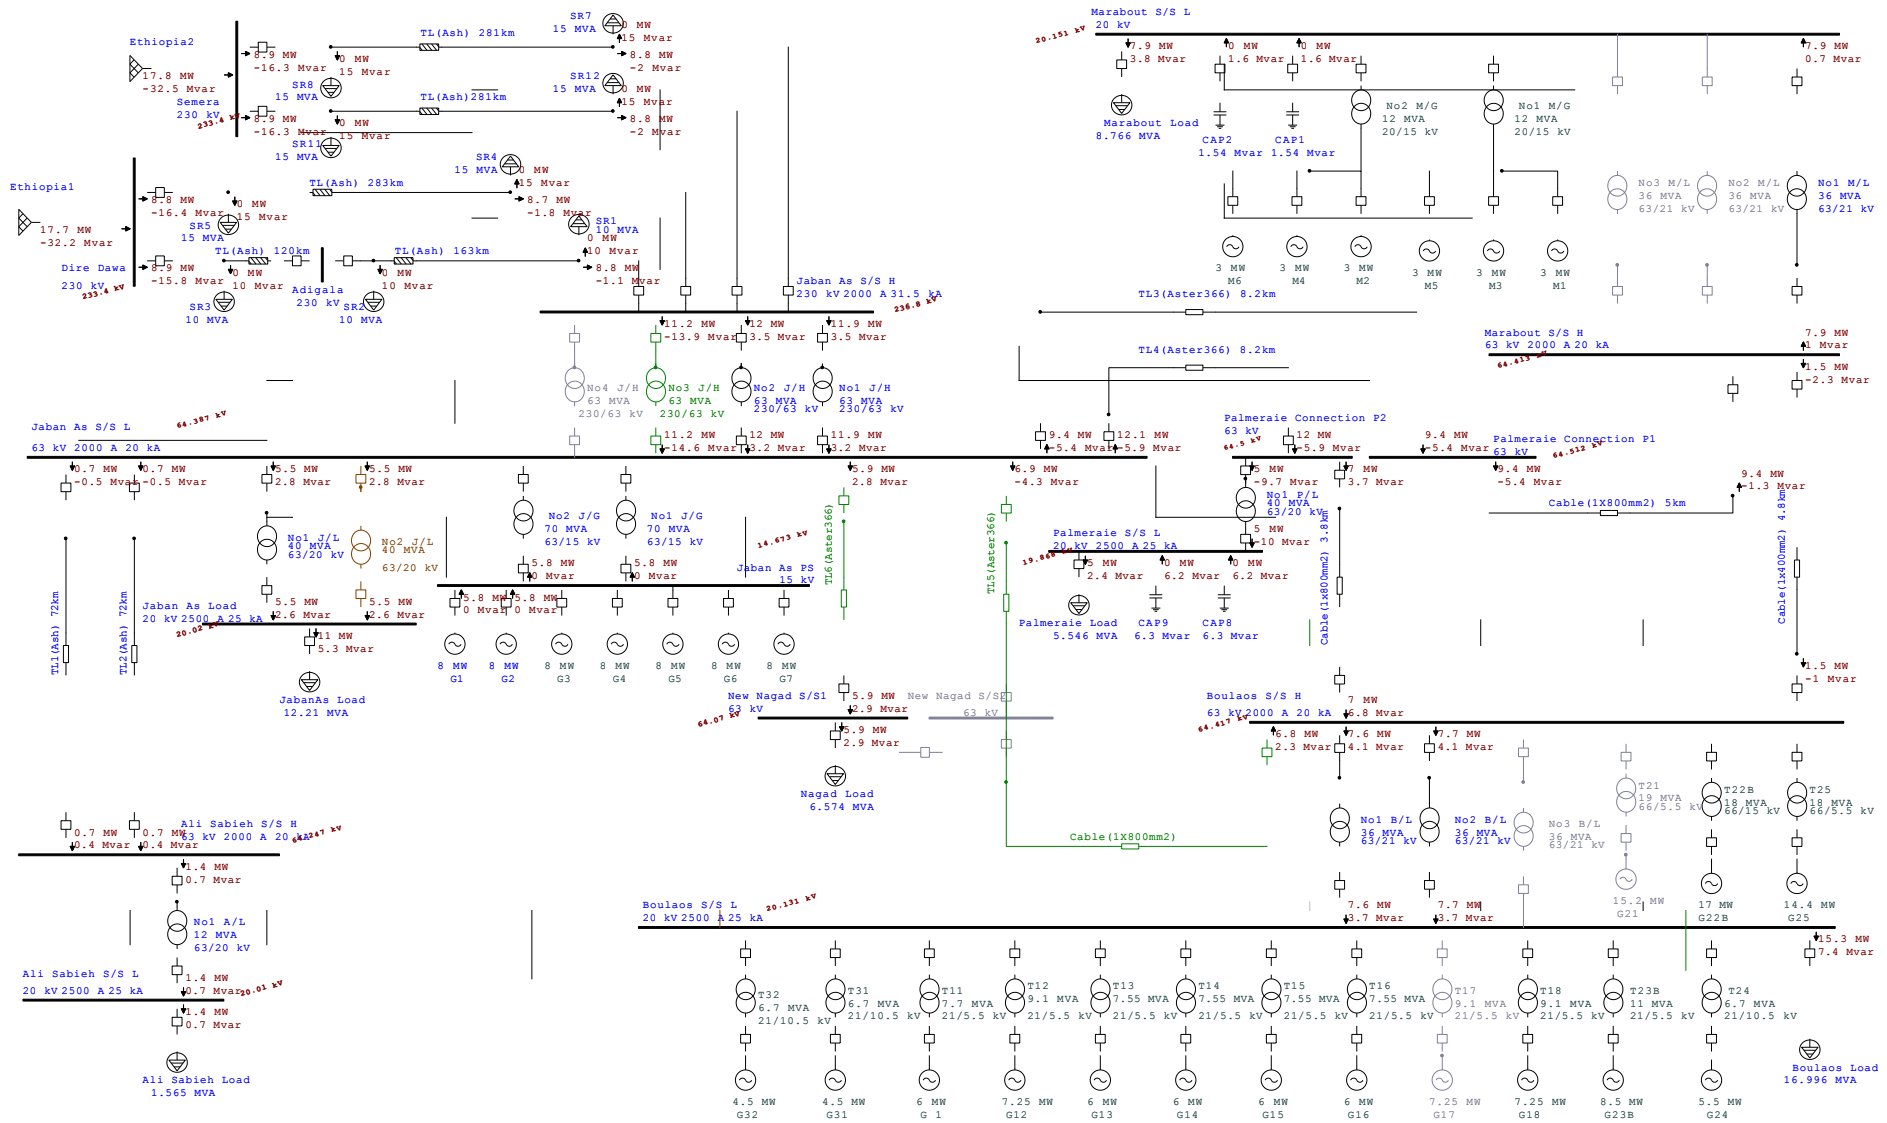 Ethiopia2
17.8 MW
-32.5 Mvar
Semera
230 kV
233.4 kV
8.9 MW
-16.3 Mvar
0 MW
15 Mvar
SR8
15 MVA
TL(Ash) 281km
SR7
15 MVA
0 MW
15 Mvar
8.8 MW
-2 Mvar
8.9 MW
-16.3 Mvar
0 MW
15 Mvar
SR11
15 MVA
TL(Ash)281km
SR12
15 MVA
0 MW
15 Mvar
8.8 MW
-2 Mvar
Ethiopia1
17.7 MW
-32.2 Mvar
Dire Dawa
230 kV
233.4 kV
8.8 MW
-16.4 Mvar
0 MW
15 Mvar
SR5
15 MVA
TL(Ash) 283km
SR4
15 MVA
0 MW
15 Mvar
8.7 MW
-1.8 Mvar
8.9 MW
-15.8 Mvar
0 MW
10 Mvar
SR3
10 MVA
TL(Ash) 120km
Adigala
230 kV
0 MW
10 Mvar
SR2
10 MVA
TL(Ash) 163km
SR1
10 MVA
0 MW
10 Mvar
8.8 MW
-1.1 Mvar
Jaban As S/S H
230 kV 2000 A 31.5 kA
236.8 kV
11.2 MW
-13.9 Mvar
12 MW
3.5 Mvar
11.9 MW
3.5 Mvar
No4 J/H
63 MVA
230/63 kV
No3 J/H
63 MVA
230/63 kV
No2 J/H
63 MVA
230/63 kV
No1 J/H
63 MVA
230/63 kV
11.2 MW
-14.6 Mvar
12 MW
3.2 Mvar
11.9 MW
3.2 Mvar
Marabout S/S L
20 kV
20.151 kV
7.9 MW
3.8 Mvar
0 MW
1.6 Mvar
0 MW
1.6 Mvar
7.9 MW
0.7 Mvar
Marabout Load
8.766 MVA
CAP2
1.54 Mvar
CAP1
1.54 Mvar
No2 M/G
12 MVA
20/15 kV
No1 M/G
12 MVA
20/15 kV
No3 M/L
36 MVA
63/21 kV
No2 M/L
36 MVA
63/21 kV
No1 M/L
36 MVA
63/21 kV
3 MW
M6
3 MW
M4
3 MW
M2
3 MW
M5
3 MW
M3
3 MW
M1
TL3(Aster366) 8.2km
TL4(Aster366) 8.2km
Marabout S/S H
63 kV 2000 A 20 kA
64.413 kV
7.9 MW
1 Mvar
1.5 MW
-2.3 Mvar
Jaban As S/S L
63 kV 2000 A 20 kA
64.387 kV
0.7 MW
-0.5 Mvar
0.7 MW
-0.5 Mvar
5.5 MW
2.8 Mvar
5.5 MW
2.8 Mvar
5.9 MW
2.8 Mvar
6.9 MW
-4.3 Mvar
9.4 MW
-5.4 Mvar
12.1 MW
-5.9 Mvar
Palmeraie Connection P2
63 kV
64.5 kV
12 MW
-5.9 Mvar
5 MW
-9.7 Mvar
7 MW
3.7 Mvar
9.4 MW
-5.4 Mvar
Palmeraie Connection P1
63 kV
64.512 kV
9.4 MW
-5.4 Mvar
9.4 MW
-1.3 Mvar
Cable(1X800mm2) 5km
Cable(1x400mm2) 4.8km
Cable(1x800mm2) 3.8km
No1 P/L
40 MVA
63/20 kV
5 MW
-10 Mvar
Palmeraie S/S L
20 kV 2500 A 25 kA
5 MW
2.4 Mvar
0 MW
6.2 Mvar
0 MW
6.2 Mvar
Palmeraie Load
5.546 MVA
CAP9
6.3 Mvar
CAP8
6.3 Mvar
No1 J/L
40 MVA
63/20 kV
No2 J/L
40 MVA
63/20 kV
5.5 MW
2.6 Mvar
5.5 MW
2.6 Mvar
Jaban As Load
20 kV 2500 A 25 kA
20.02 kV
11 MW
5.3 Mvar
JabanAs Load
12.21 MVA
TL1(Ash) 72km
TL2(Ash) 72km
No2 J/G
70 MVA
63/15 kV
No1 J/G
70 MVA
63/15 kV
5.8 MW
0 Mvar
5.8 MW
0 Mvar
14.673 kV
Jaban As PS
15 kV
5.8 MW
0 Mvar
5.8 MW
0 Mvar
8 MW
G1
8 MW
G2
8 MW
G3
8 MW
G4
8 MW
G5
8 MW
G6
8 MW
G7
TL6(Aster366)
TL5(Aster366)
New Nagad S/S1
63 kV
64.07 kV
5.9 MW
2.9 Mvar
5.9 MW
2.9 Mvar
Nagad Load
6.574 MVA
New Nagad S/S2
63 kV
Cable(1X800mm2)
Boulaos S/S H
63 kV 2000 A 20 kA
64.417 kV
7 MW
6.8 Mvar
1.5 MW
-1 Mvar
6.8 MW
2.3 Mvar
7.6 MW
4.1 Mvar
7.7 MW
4.1 Mvar
No1 B/L
36 MVA
63/21 kV
No2 B/L
36 MVA
63/21 kV
No3 B/L
36 MVA
63/21 kV
T21
19 MVA
66/5.5 kV
T22B
18 MVA
66/15 kV
T25
18 MVA
66/5.5 kV
15.2 MW
G21
17 MW
G22B
14.4 MW
G25
7.6 MW
3.7 Mvar
7.7 MW
3.7 Mvar
Ali Sabieh S/S H
63 kV 2000 A 20 kA
64.247 kV
0.7 MW
0.4 Mvar
0.7 MW
0.4 Mvar
1.4 MW
0.7 Mvar
No1 A/L
12 MVA
63/20 kV
1.4 MW
0.7 Mvar
Ali Sabieh S/S L
20 kV 2500 A 25 kA
20.01 kV
1.4 MW
0.7 Mvar
Ali Sabieh Load
1.565 MVA
Boulaos S/S L
20 kV 2500 A 25 kA
20.131 kV
15.3 MW
7.4 Mvar
T32
6.7 MVA
21/10.5 kV
T31
6.7 MVA
21/10.5 kV
T11
7.7 MVA
21/5.5 kV
T12
9.1 MVA
21/5.5 kV
T13
7.55 MVA
21/5.5 kV
T14
7.55 MVA
21/5.5 kV
T15
7.55 MVA
21/5.5 kV
T16
7.55 MVA
21/5.5 kV
T17
9.1 MVA
21/5.5 kV
T18
9.1 MVA
21/5.5 kV
T23B
11 MVA
21/5.5 kV
T24
6.7 MVA
21/10.5 kV
4.5 MW
G32
4.5 MW
G31
6 MW
G 1
7.25 MW
G12
6 MW
G13
6 MW
G14
6 MW
G15
6 MW
G16
7.25 MW
G17
7.25 MW
G18
8.5 MW
G23B
5.5 MW
G24
Boulaos Load
16.996 MVA